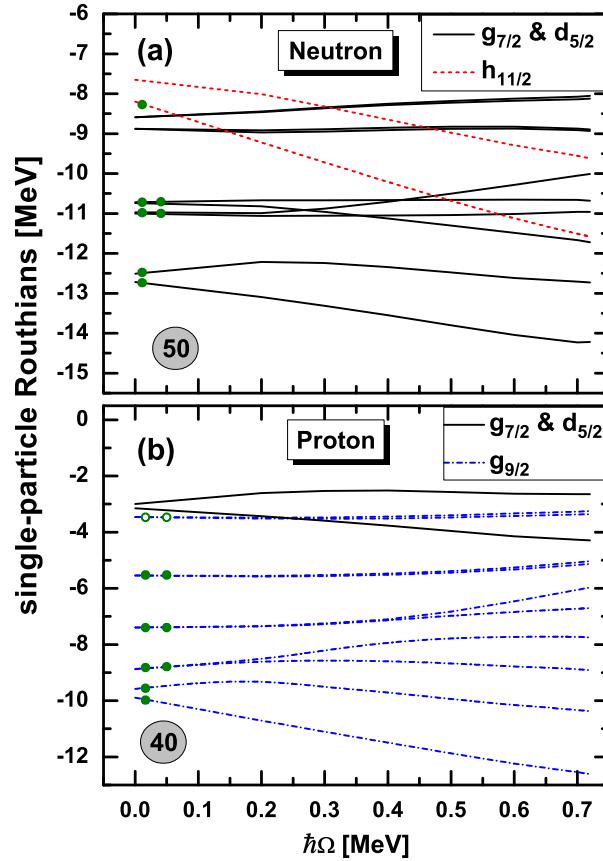 single-particle Routhians [MeV]
-6
-7
-8
-9
-10
-11
-12
-13
-14
-15
(a)
Neutron
g7/2 & d5/2
h11/2
50
0
-2
-4
-6
-8
-10
-12
(b)
Proton
g7/2 & d5/2
g9/2
40
0.0 0.1 0.2 0.3 0.4 0.5 0.6 0.7
ℏΩ [MeV]